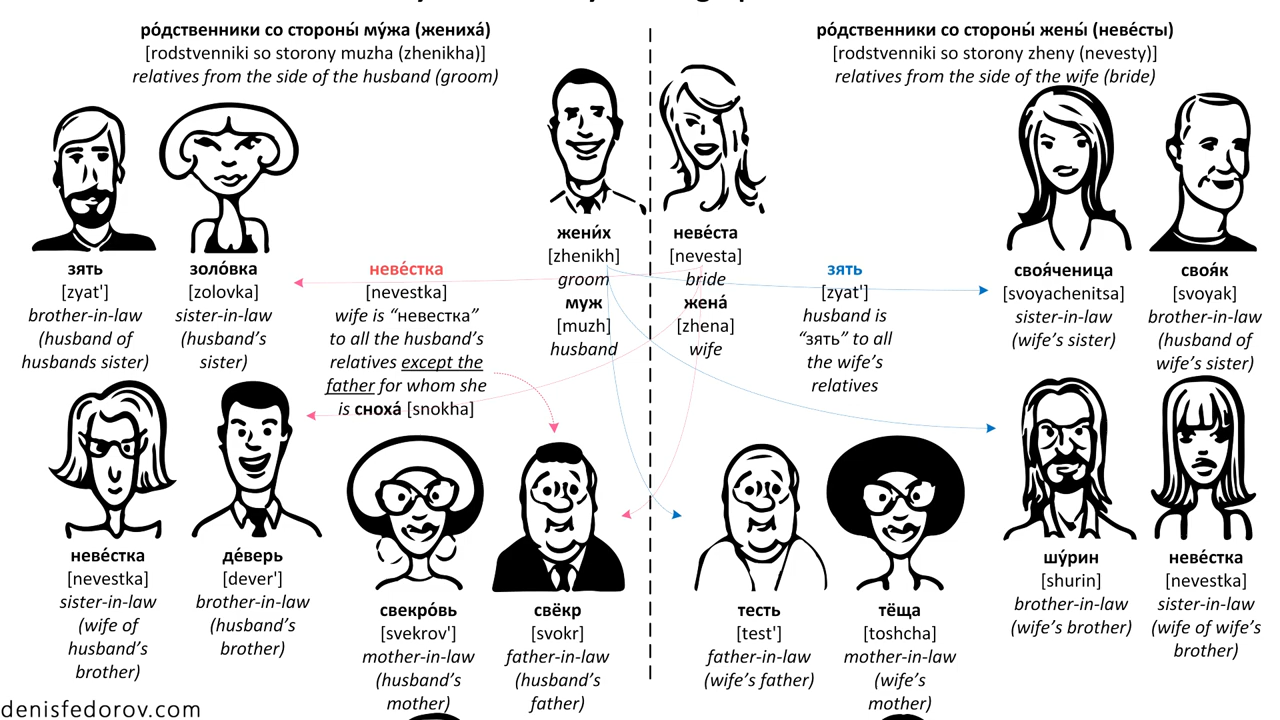 ро́дственники со стороны́ му́жа (жениха́)
[rodstvenniki so storony muzha (zhenikha)]
relatives from the side of the husband (groom)
ро́дственники со стороны́ жены́ (неве́сты)
[rodstvenniki so storony zheny (nevesty)]
relatives from the side of the wife (bride)
жени́х
[zhenikh]
groom
муж
[muzh]
husband
неве́ста
[nevesta]
bride
жена́
[zhena]
wife
зять
[zyat']
brother-in-law
(husband of
husbands sister)
золо́вка
[zolovka]
sister-in-law
(husband’s
sister)
неве́стка
[nevestka]
wife is “невестка”
to all the husband’s
relatives except the
father for whom she
is сноха́ [snokha]
зять
[zyat']
husband is
“зять” to all
the wife’s
relatives
своя́ченица
[svoyachenitsa]
sister-in-law
(wife’s sister)
своя́к
[svoyak]
brother-in-law
(husband of
wife’s sister)
неве́стка
[nevestka]
sister-in-law
(wife of
husband’s
brother)
де́верь
[dever']
brother-in-law
(husband’s
brother)
свекро́вь
[svekrov']
mother-in-law
(husband’s
mother)
свёкр
[svokr]
father-in-law
(husband’s
father)
тесть
[test']
father-in-law
(wife’s father)
тёща
[toshcha]
mother-in-law
(wife’s
mother)
шу́рин
[shurin]
brother-in-law
(wife’s brother)
неве́стка
[nevestka]
sister-in-law
(wife of wife’s
brother)
denisfedorov.com